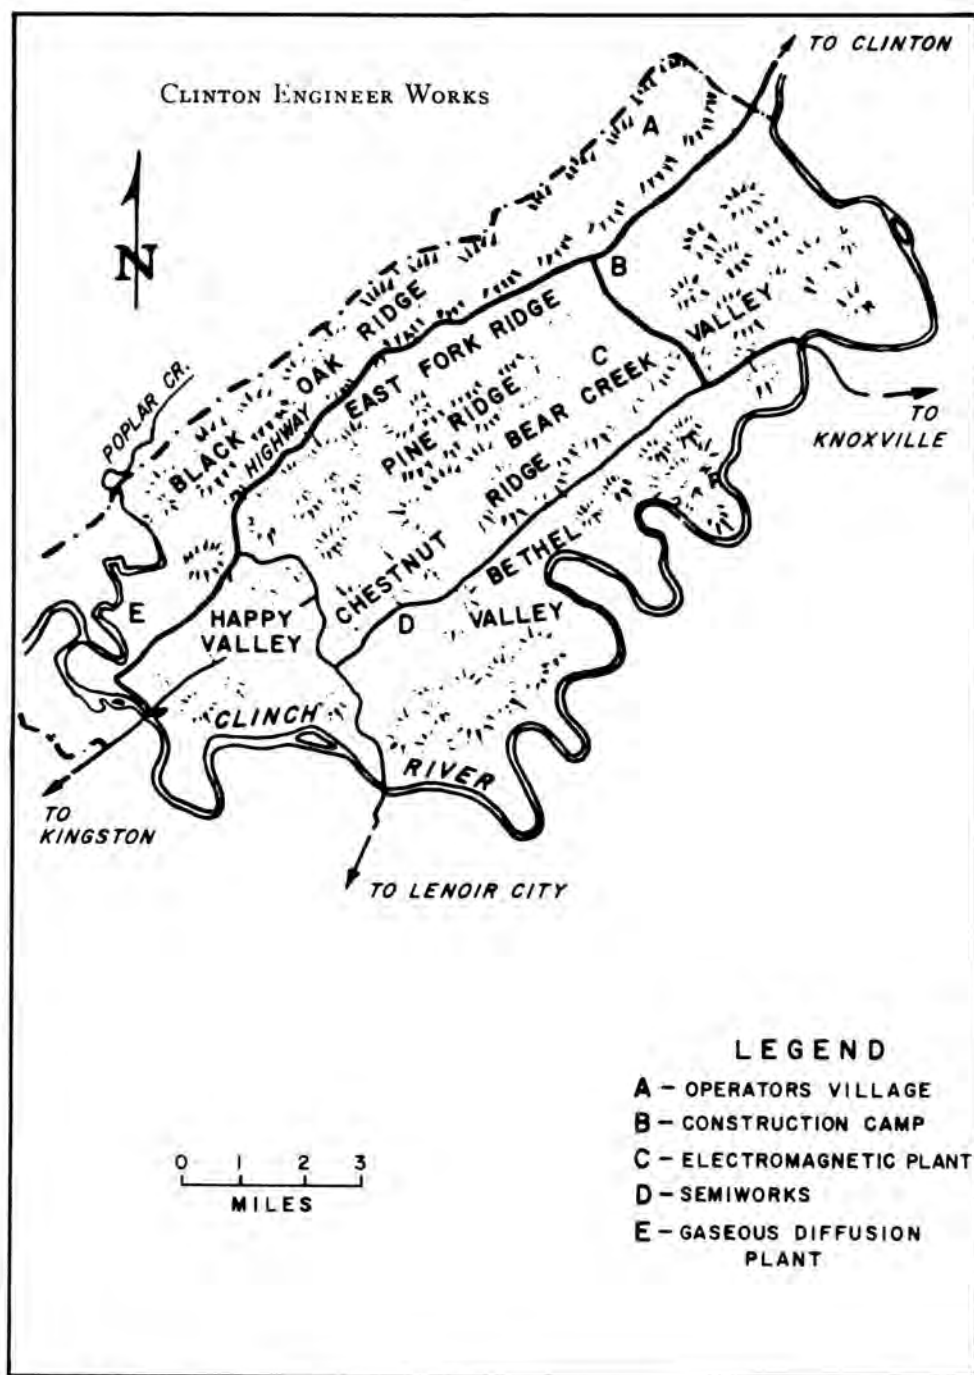 CLINTON ENGINEER WORKS
TO CLINTON
N
A
B
POPLAR CR.
BLACK OAK RIDGE
HIGHWAY
EAST FORK RIDGE
PINE RIDGE
C
BEAR CREEK VALLEY
CHESTNUT RIDGE
BETHEL VALLEY
TO
KNOXVILLE
E
HAPPY
VALLEY
D
CLINCH RIVER
TO
KINGSTON
TO LENOIR CITY
LEGEND
A - OPERATORS VILLAGE
B - CONSTRUCTION CAMP
C - ELECTROMAGNETIC PLANT
D - SEMIWORKS
E - GASEOUS DIFFUSION
PLANT
0 1 2 3
MILES